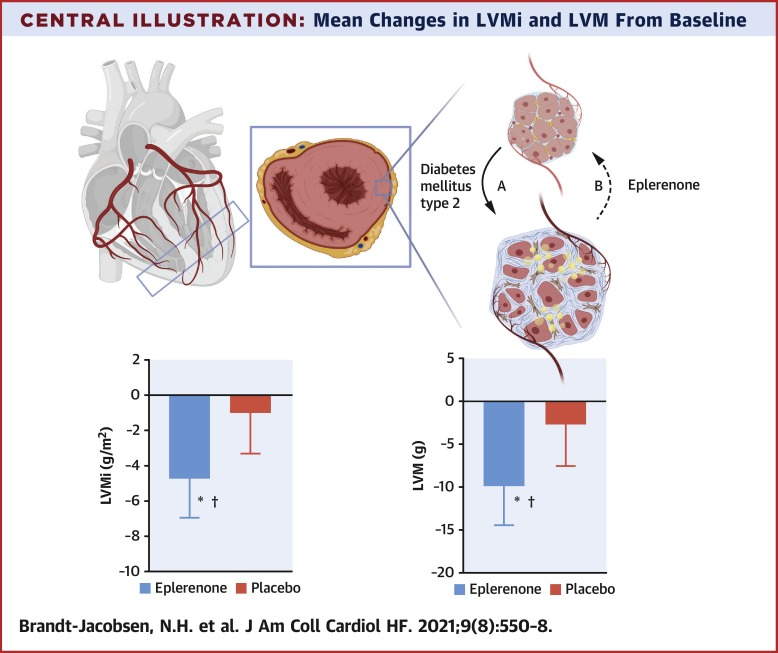 CENTRAL ILLUSTRATION: Mean Changes in LVMi and LVM From Baseline
Diabetes
mellitus
type 2
A
B
Eplerenone
2
0
-2
-4
-6
-8
-10
LVMi (g/m²)
* †
Eplerenone
Placebo
5
0
-5
-10
-15
-20
LVM (g)
* †
Eplerenone
Placebo
Brandt-Jacobsen, N.H. et al. J Am Coll Cardiol HF. 2021;9(8):550-8.